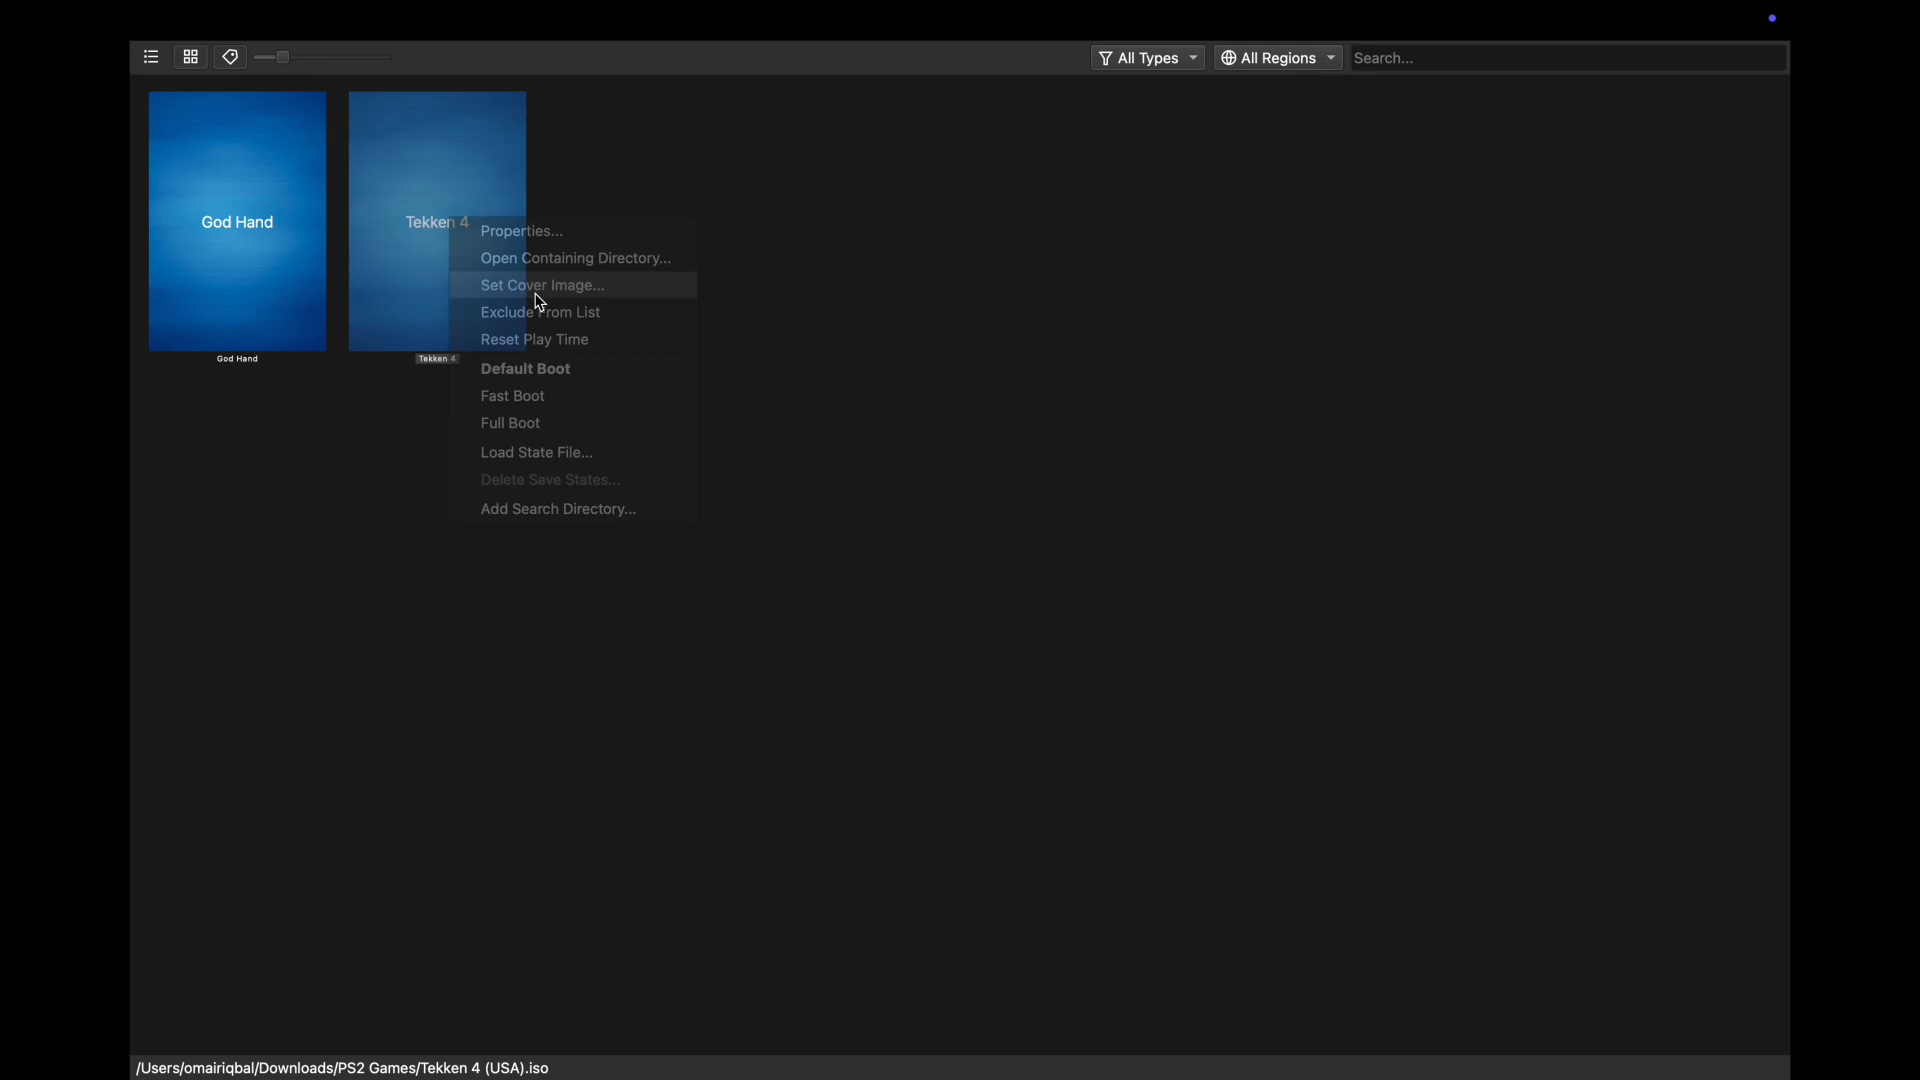 All Types
All Regions
Search...
God Hand
Tekken 4
God Hand
Tekken 4
Properties...
Open Containing Directory...
Set Cover Image...
Exclude From List
Reset Play Time
Default Boot
Fast Boot
Full Boot
Load State File...
Delete Save States...
Add Search Directory...
/Users/omairiqbal/Downloads/PS2 Games/Tekken 4 (USA).iso